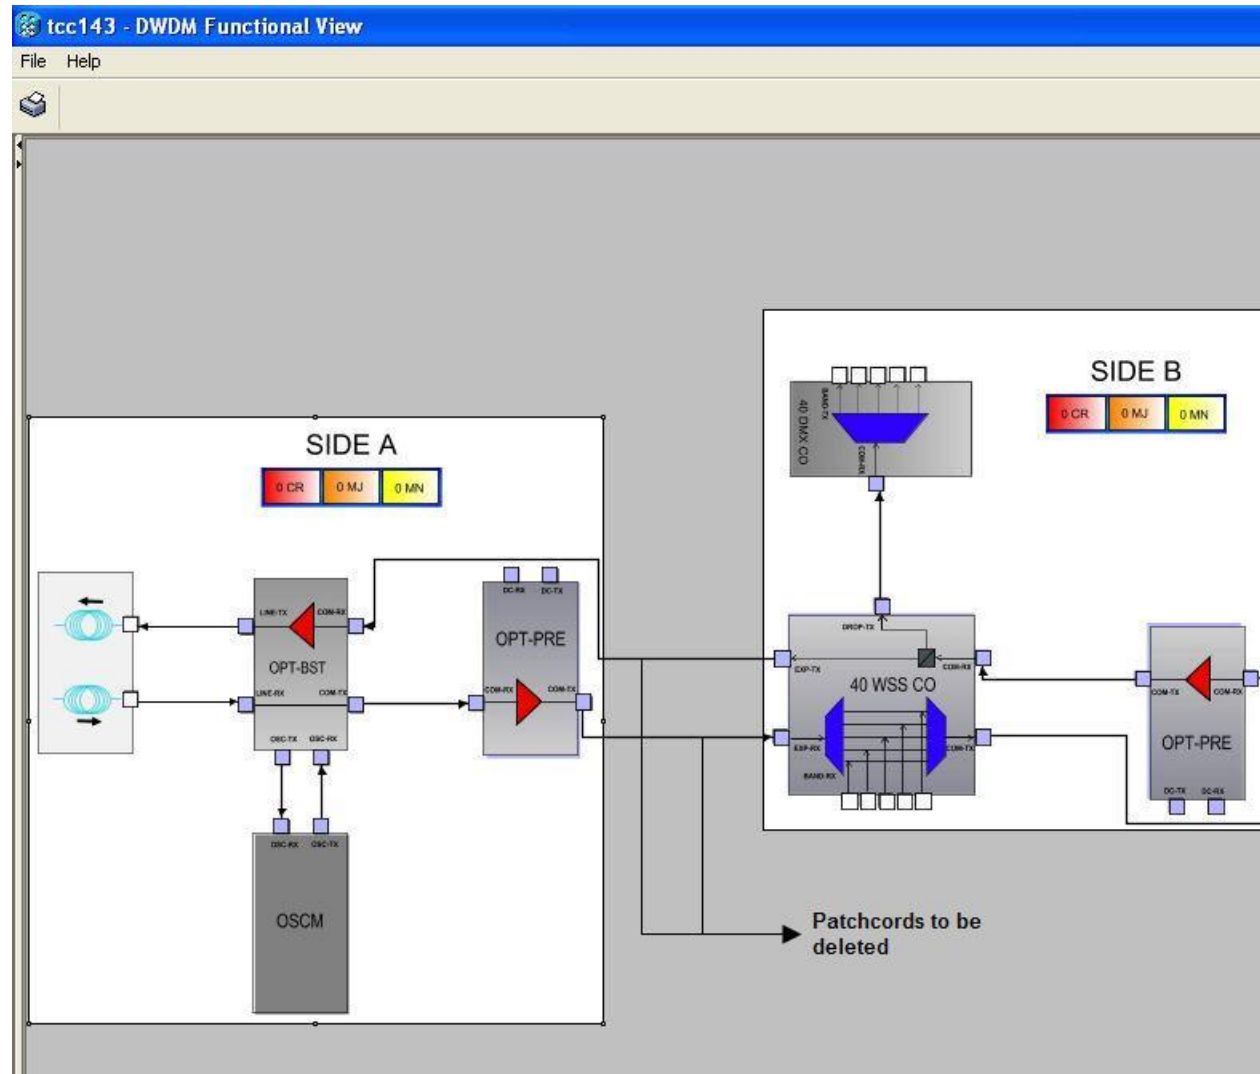 tcc143 - DWDM Functional View
File Help
SIDE A
0 CR 0 MJ 0 MN
LINE-TX COM-RX
OPT-BST
LINE-RX COM-TX
OSC-TX OSC-RX
OSC-RX OSC-TX
OSCM
DC-RX DC-TX
OPT-PRE
COM-RX COM-TX
SIDE B
0 CR 0 MJ 0 MN
40 DMX CO
BAND-TX
COM-RX
DROP-TX
EXP-TX COM-RX
40 WSS CO
EXP-RX COM-TX
BAND-RX
COM-TX COM-RX
OPT-PRE
DC-TX DC-RX
Patchcords to be
deleted